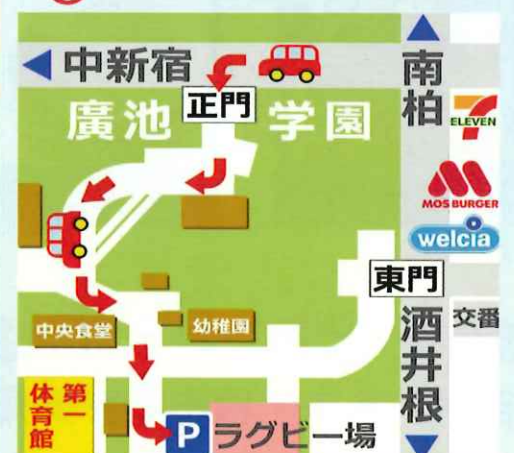 中新宿
南柏
正門
廣池 学園
ELEVEN
MOS BURGER
welcia
東門
交番
酒井根
中央食堂
幼稚園
第一
体育館
P
ラグビー場